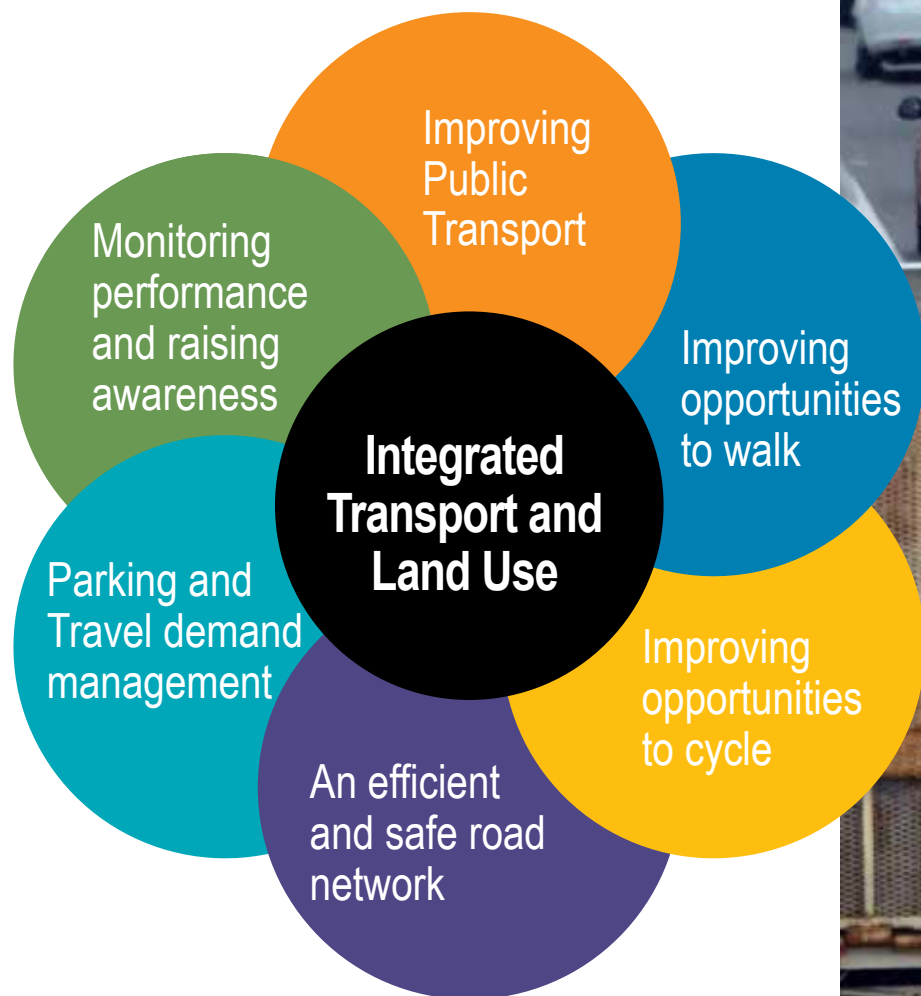 Improving
Public
Transport
Monitoring
performance
and raising
awareness
Improving
opportunities
to walk
Integrated
Transport and
Land Use
Parking and
Travel demand
management
Improving
opportunities
to cycle
An efficient
and safe road
network